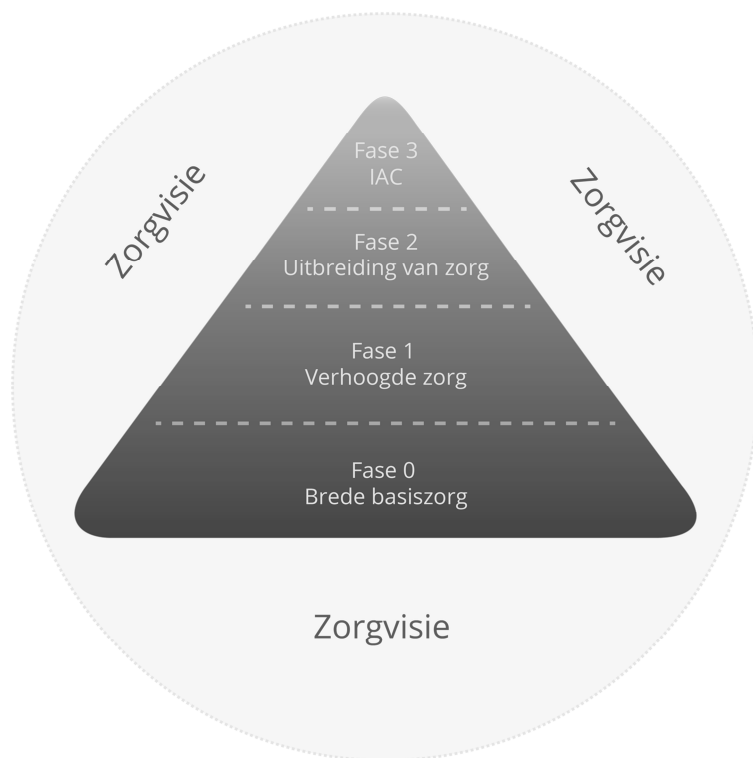 Zorgvisie
Zorgvisie
Fase 3
IAC
Fase 2
Uitbreiding van zorg
Fase 1
Verhoogde zorg
Fase 0
Brede basiszorg
Zorgvisie